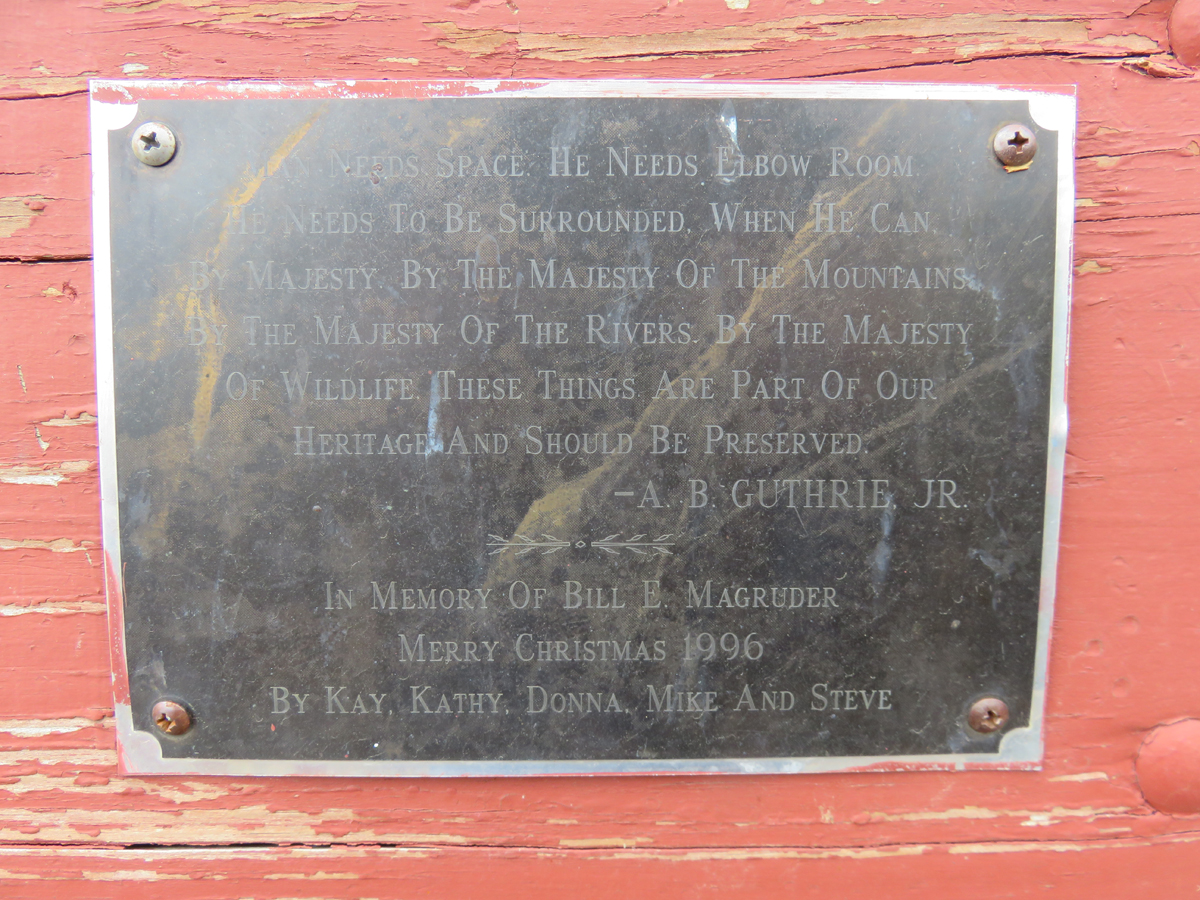 Needs Space. He Needs Elbow Room.
He Needs To Be Surrounded, When He Can,
By Majesty. By The Majesty Of The Mountains,
By The Majesty Of The Rivers. By The Majesty
Of Wildlife. These Things Are Part Of Our
Heritage And Should Be Preserved.
–A. B. GUTHRIE, JR.
In Memory Of Bill E. Magruder
Merry Christmas 1996
By Kay, Kathy, Donna, Mike And Steve